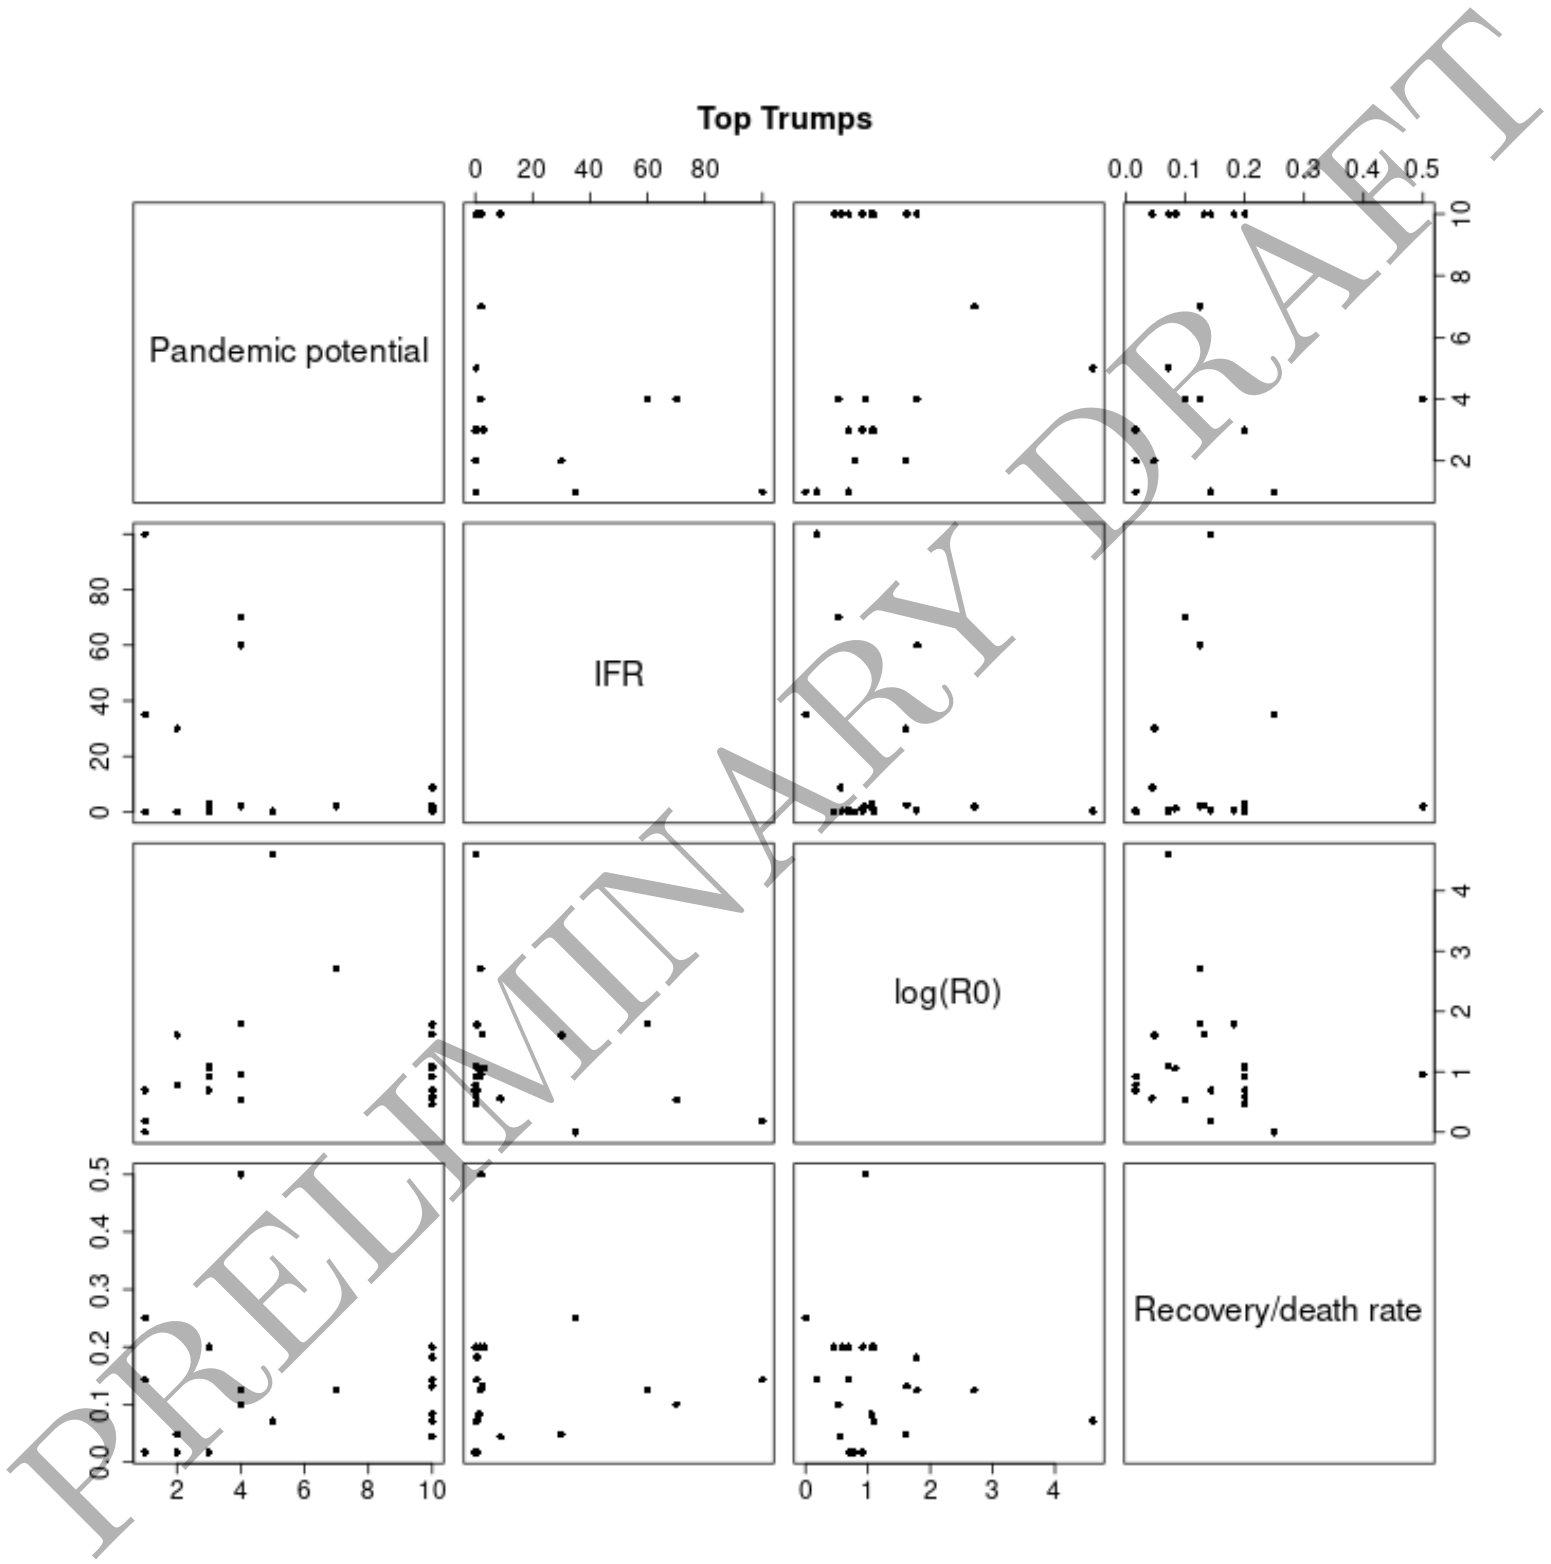 Top Trumps
0 20 40 60 80
0.0 0.1 0.2 0.3 0.4 0.5
Pandemic potential
2 4 6 8 10
0 20 40 60 80
IFR
log(R0)
0 1 2 3 4
0.0 0.1 0.2 0.3 0.4 0.5
Recovery/death rate
2 4 6 8 10
0 1 2 3 4
PRELIMINARY DRAFT